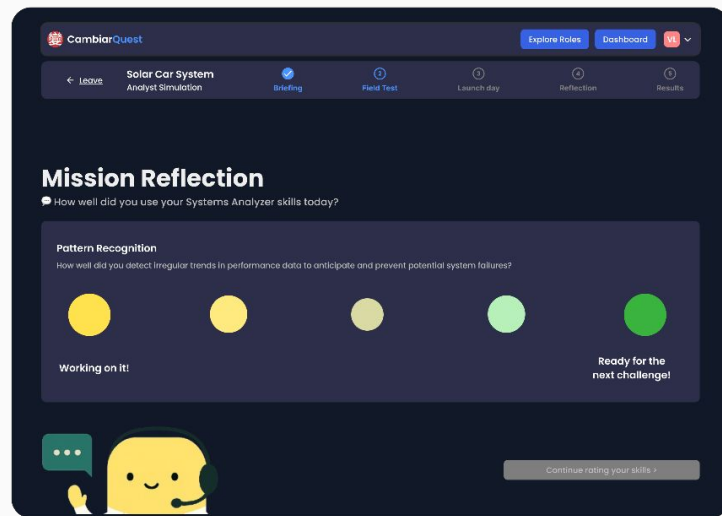 CambiarQuest
Explore Roles
Dashboard
VL
← Leave
Solar Car System
Analyst Simulation
Briefing
2
Field Test
3
Launch day
4
Reflection
5
Results
Mission Reflection
How well did you use your Systems Analyzer skills today?
Pattern Recognition
How well did you detect irregular trends in performance data to anticipate and prevent potential system failures?
Working on it!
Ready for the
next challenge!
Continue rating your skills >